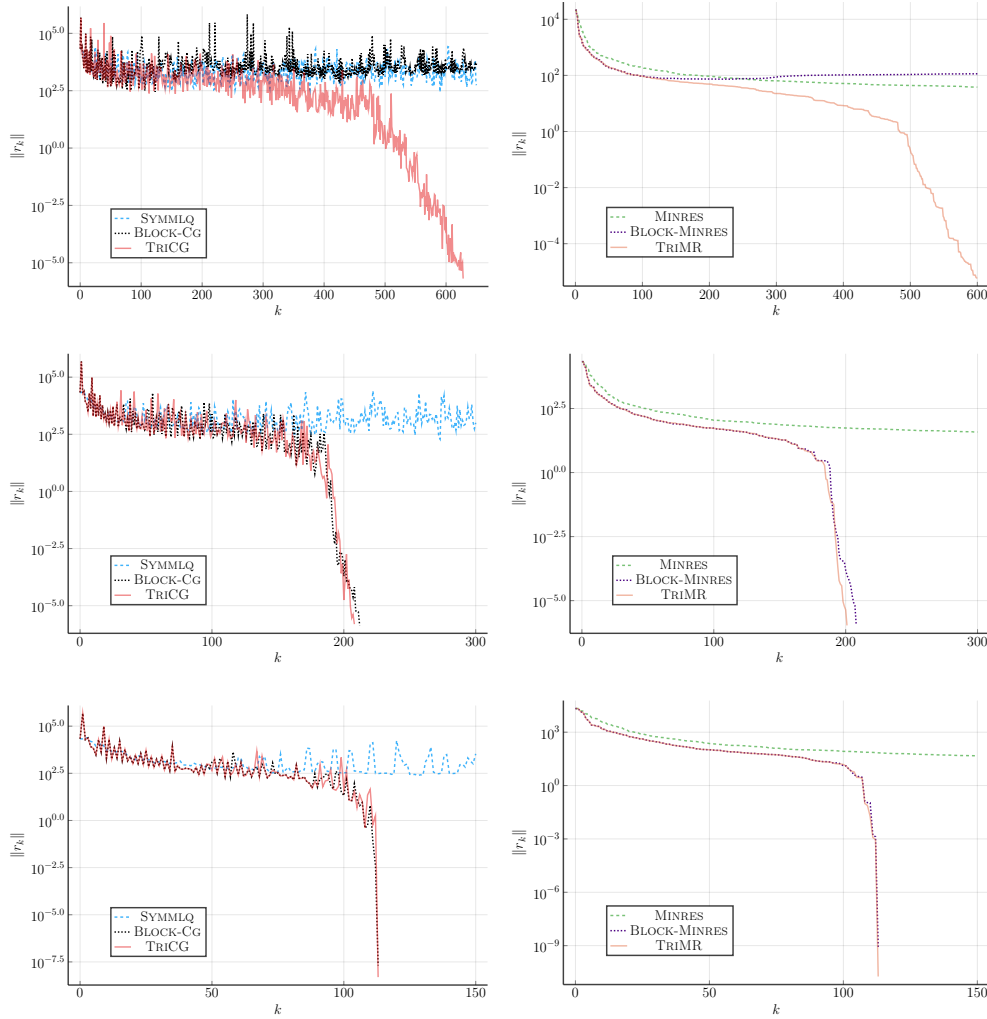 10^5.0
10^2.5
10^0.0
10^−2.5
10^−5.0
‖r_k‖
SYMMLQ
BLOCK-CG
TRICG
0 100 200 300 400 500 600
k
10^4
10^2
10^0
10^−2
10^−4
‖r_k‖
MINRES
BLOCK-MINRES
TRIMR
0 100 200 300 400 500 600
k
10^5.0
10^2.5
10^0.0
10^−2.5
10^−5.0
‖r_k‖
SYMMLQ
BLOCK-CG
TRICG
0 100 200 300
k
10^2.5
10^0.0
10^−2.5
10^−5.0
‖r_k‖
MINRES
BLOCK-MINRES
TRIMR
0 100 200 300
k
10^5.0
10^2.5
10^0.0
10^−2.5
10^−5.0
10^−7.5
‖r_k‖
SYMMLQ
BLOCK-CG
TRICG
0 50 100 150
k
10^3
10^0
10^−3
10^−6
10^−9
‖r_k‖
MINRES
BLOCK-MINRES
TRIMR
0 50 100 150
k